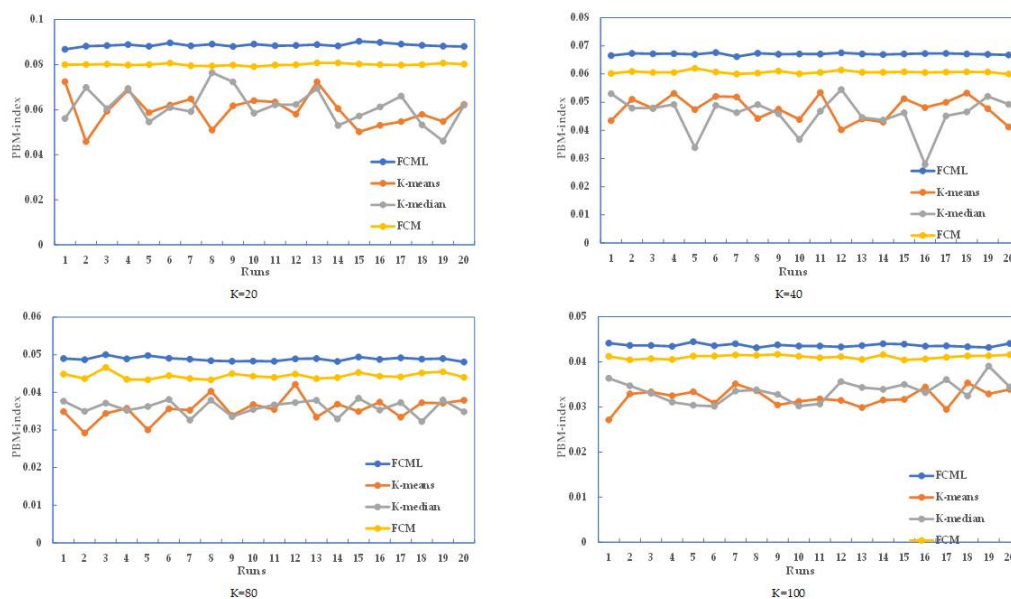 0.1
0.08
0.06
0.04
0.02
0
PBM-index
FCML
K-means
K-median
FCM
1 2 3 4 5 6 7 8 9 10 11 12 13 14 15 16 17 18 19 20
Runs
K=20
0.08
0.07
0.06
0.05
0.04
0.03
0.02
0.01
0
PBM-index
FCML
K-means
K-median
FCM
1 2 3 4 5 6 7 8 9 10 11 12 13 14 15 16 17 18 19 20
Runs
K=40
0.06
0.05
0.04
0.03
0.02
0.01
0
PBM-index
FCML
K-means
K-median
FCM
1 2 3 4 5 6 7 8 9 10 11 12 13 14 15 16 17 18 19 20
Runs
K=80
0.05
0.04
0.03
0.02
0.01
0
PBM-index
FCML
K-means
K-median
FCM
1 2 3 4 5 6 7 8 9 10 11 12 13 14 15 16 17 18 19 20
Runs
K=100